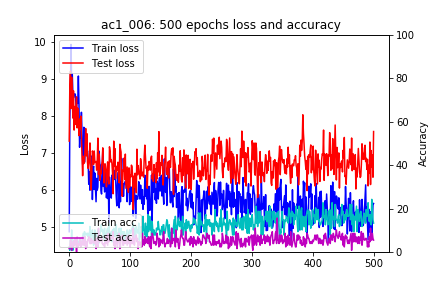 ac1_006: 500 epochs loss and accuracy
Train loss
Test loss
Train acc
Test acc
Loss
Accuracy
10
9
8
7
6
5
100
80
60
40
20
0
0
100
200
300
400
500